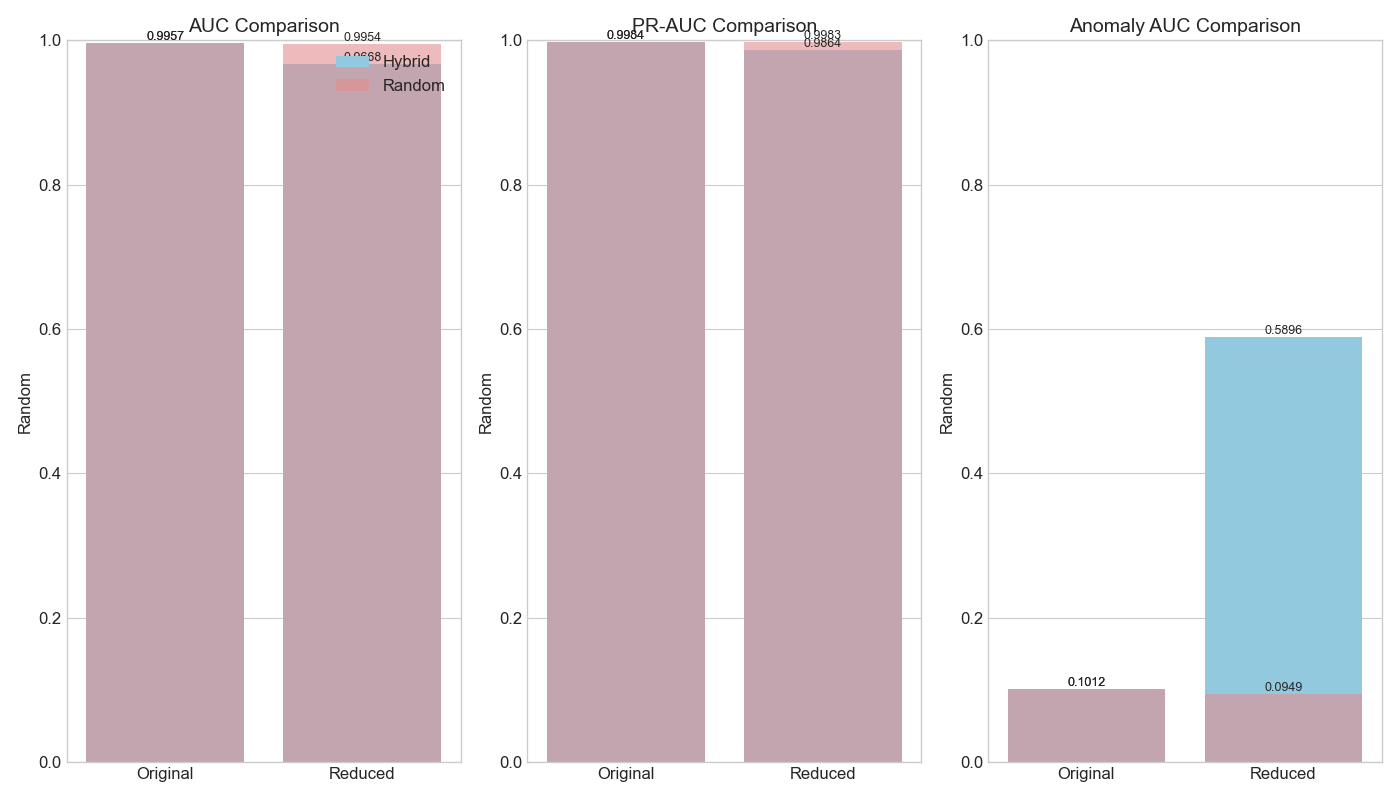 AUC Comparison
0.9957
0.9954
0.9668
Hybrid
Random
1.0
0.8
0.6
0.4
0.2
0.0
Random
Original
Reduced
PR-AUC Comparison
0.9984
0.9983
0.9864
1.0
0.8
0.6
0.4
0.2
0.0
Random
Original
Reduced
Anomaly AUC Comparison
0.5896
0.1012
0.0949
1.0
0.8
0.6
0.4
0.2
0.0
Random
Original
Reduced